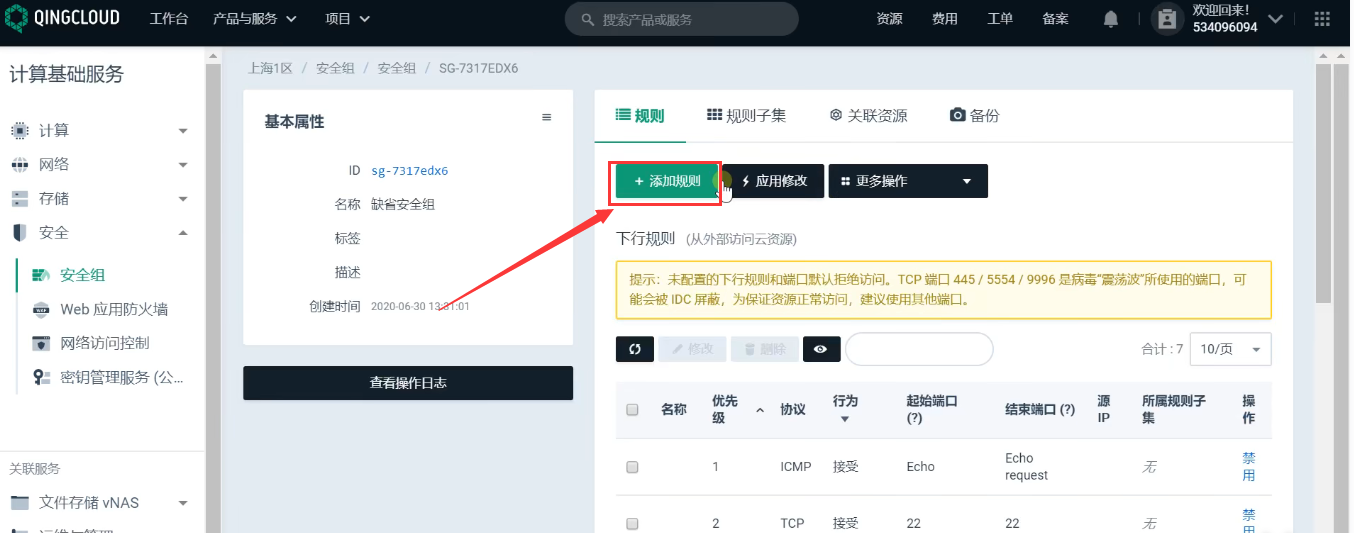 QINGCLOUD 工作台 产品与服务 项目 搜索产品或服务 资源 费用 工单 备案 欢迎回来!
534096094
计算基础服务
计算
网络
存储
安全
安全组
Web 应用防火墙
网络访问控制
密钥管理服务 (公...
关联服务
文件存储 vNAS
上海1区 / 安全组 / 安全组 / SG-7317EDX6
基本属性
ID sg-7317edx6
名称 缺省安全组
标签
描述
创建时间 2020-06-30 13:31:01
查看操作日志
规则 规则子集 关联资源 备份
+ 添加规则 应用修改 更多操作
下行规则 (从外部访问云资源)
提示：未配置的下行规则和端口默认拒绝访问。TCP 端口 445 / 5554 / 9996 是病毒“震荡波”所使用的端口，可
能会被 IDC 屏蔽，为保证资源正常访问，建议使用其他端口。
修改 删除 合计 : 7 10/页
名称 优先级 协议 行为 起始端口 (?) 结束端口 (?) 源 IP 所属规则子集 操作
1 ICMP 接受 Echo Echo request 无 禁用
2 TCP 接受 22 22 无 禁用